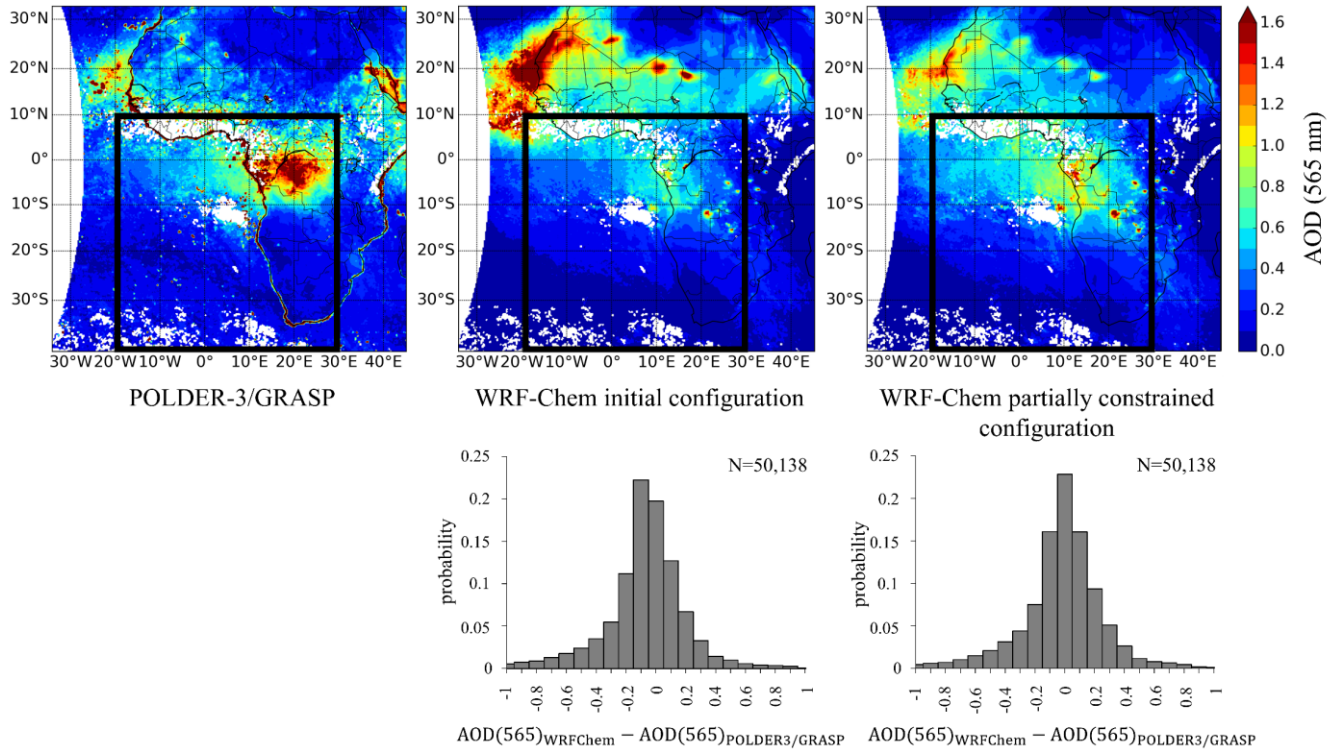 30°N
20°N
10°N
0°
10°S
20°S
30°S
30°W20°W 10°W 0° 10°E 20°E 30°E 40°E
POLDER-3/GRASP
30°N
20°N
10°N
0°
10°S
20°S
30°S
30°W20°W 10°W 0° 10°E 20°E 30°E 40°E
WRF-Chem initial configuration
30°N
20°N
10°N
0°
10°S
20°S
30°S
30°W20°W 10°W 0° 10°E 20°E 30°E 40°E
WRF-Chem partially constrained
configuration
1.6
1.4
1.2
1.0
0.8
0.6
0.4
0.2
0.0
AOD (565 nm)
N=50,138
probability
0.25
0.2
0.15
0.1
0.05
0
-1 -0.8 -0.6 -0.4 -0.2 0 0.2 0.4 0.6 0.8 1
AOD(565)WRFChem − AOD(565)POLDER3/GRASP
N=50,138
probability
0.25
0.2
0.15
0.1
0.05
0
-1 -0.8 -0.6 -0.4 -0.2 0 0.2 0.4 0.6 0.8 1
AOD(565)WRFChem − AOD(565)POLDER3/GRASP